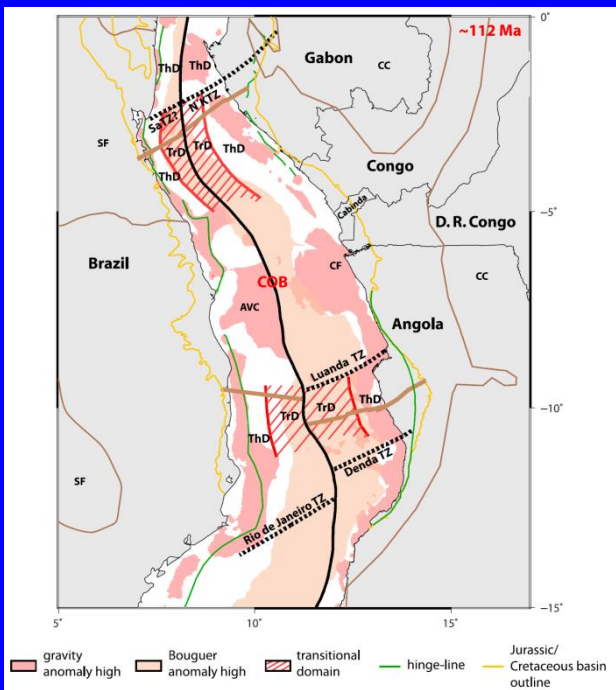 0°
~112 Ma
Gabon
CC
ThD
ThD
SaTZ?
N'KTZ
SF
TrD
TrD
ThD
ThD
Congo
Cabinda
D. R. Congo
-5°
Brazil
CF
CC
COB
AVC
Angola
Luanda TZ
TrD
TrD
ThD
-10°
ThD
Denda TZ
SF
Rio de Janeiro TZ
-15°
5°
10°
15°
gravity
anomaly high
Bouguer
anomaly high
transitional
domain
hinge-line
Jurassic/
Cretaceous basin
outline